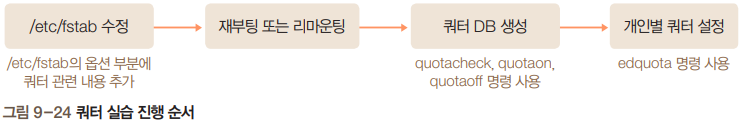 /etc/fstab 수정
재부팅 또는 리마운팅
쿼터 DB 생성
개인별 쿼터 설정
/etc/fstab의 옵션 부분에
쿼터 관련 내용 추가
quotacheck, quotaon,
quotaoff 명령 사용
edquota 명령 사용
그림 9-24 쿼터 실습 진행 순서